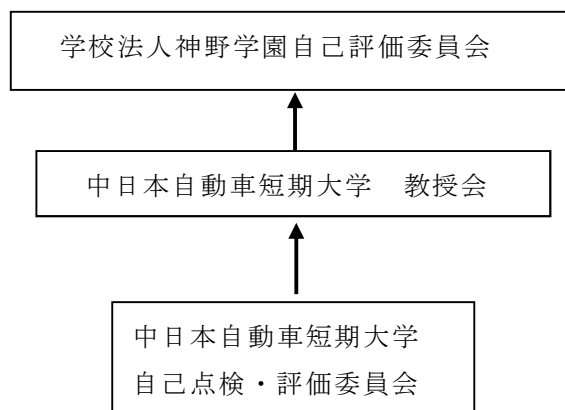 学校法人神野学園自己評価委員会
中日本自動車短期大学　教授会
中日本自動車短期大学
自己点検・評価委員会